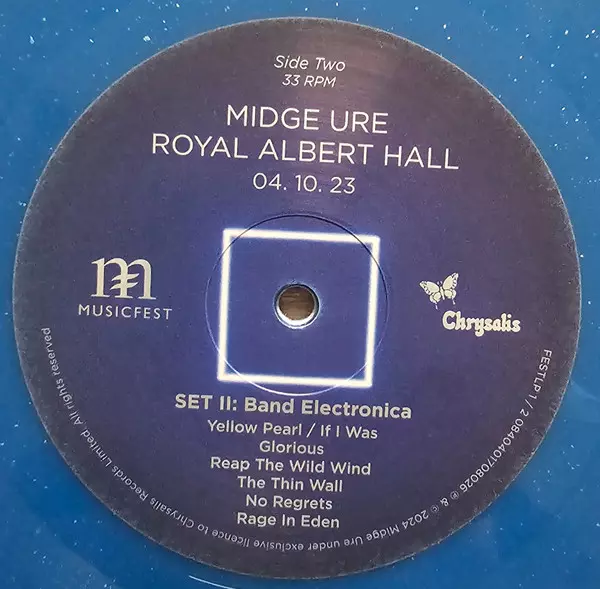 Side Two
33 RPM
MIDGE URE
ROYAL ALBERT HALL
04. 10. 23
m
MUSICFEST
Chrysalis
SET II: Band Electronica
Yellow Pearl / If I Was
Glorious
Reap The Wild Wind
The Thin Wall
No Regrets
Rage In Eden
FESTLP 1 / 2 084040170802 6 ℗ & © 2024 Midge Ure under exclusive licence to Chrysalis Records Limited. All rights reserved